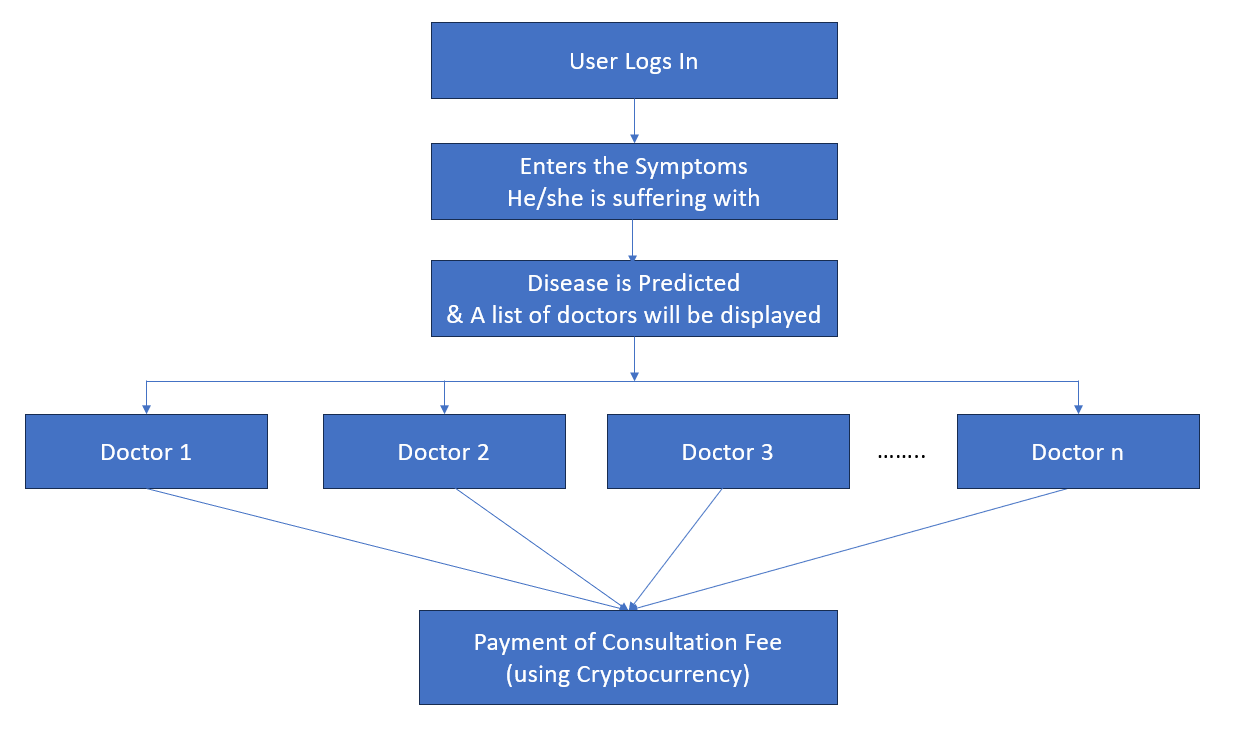 User Logs In
Enters the Symptoms
He/she is suffering with
Disease is Predicted
& A list of doctors will be displayed
Doctor 1
Doctor 2
Doctor 3
........
Doctor n
Payment of Consultation Fee
(using Cryptocurrency)